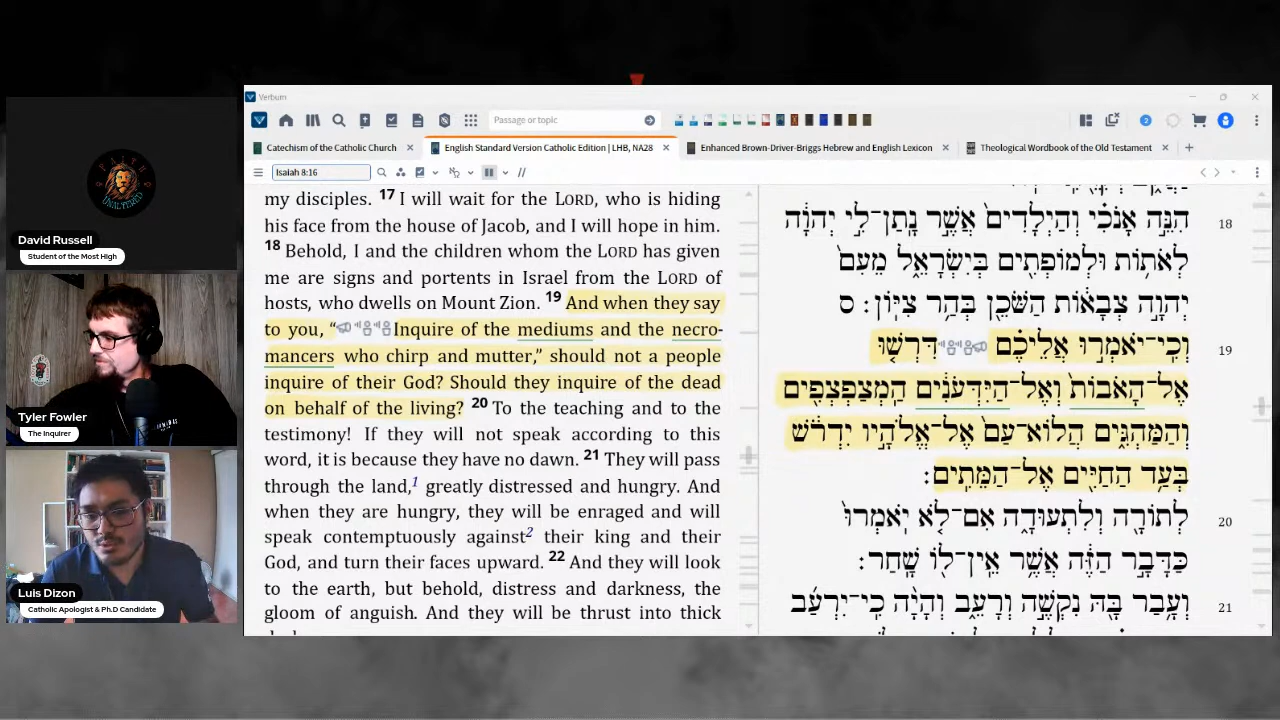 FAITH
UNALTERED
David Russell
Student of the Most High
Tyler Fowler
The Inquirer
Luis Dizon
Catholic Apologist & Ph.D Candidate
Verbum
Passage or topic
Catechism of the Catholic Church
English Standard Version Catholic Edition | LHB, NA28
Enhanced Brown-Driver-Briggs Hebrew and English Lexicon
Theological Wordbook of the Old Testament
Isaiah 8:16
my disciples. 17 I will wait for the LORD, who is hiding
his face from the house of Jacob, and I will hope in him.
18 Behold, I and the children whom the LORD has given
me are signs and portents in Israel from the LORD of
hosts, who dwells on Mount Zion. 19 And when they say
to you, “Inquire of the mediums and the necro-
mancers who chirp and mutter,” should not a people
inquire of their God? Should they inquire of the dead
on behalf of the living? 20 To the teaching and to the
testimony! If they will not speak according to this
word, it is because they have no dawn. 21 They will pass
through the land,1 greatly distressed and hungry. And
when they are hungry, they will be enraged and will
speak contemptuously against2 their king and their
God, and turn their faces upward. 22 And they will look
to the earth, but behold, distress and darkness, the
gloom of anguish. And they will be thrust into thick
18 הִנֵּ֣ה אָנֹכִ֗י וְהַיְלָדִים֙ אֲשֶׁ֣ר נָֽתַן־לִ֣י יְהוָ֔ה
לְאֹת֥וֹת וּלְמוֹפְתִ֖ים בְּיִשְׂרָאֵ֑ל מֵעִם֙
יְהוָ֣ה צְבָא֔וֹת הַשֹּׁכֵ֖ן בְּהַ֥ר צִיּֽוֹן׃ ס
19 וְכִֽי־יֹאמְר֣וּ אֲלֵיכֶ֗ם דִּרְשׁ֤וּ
אֶל־הָאֹבוֹת֙ וְאֶל־הַיִּדְּעֹנִ֔ים הַֽמְצַפְצְפִ֖ים
וְהַמַּהְגִּ֑ים הֲלוֹא־עַם֙ אֶל־אֱלֹהָ֣יו יִדְרֹ֔שׁ
בְּעַ֥ד הַחַיִּ֖ים אֶל־הַמֵּתִֽים׃
20 לְתוֹרָ֖ה וְלִתְעוּדָ֑ה אִם־לֹ֤א יֹֽאמְרוּ֙
כַּדָּבָ֣ר הַזֶּ֔ה אֲשֶׁ֥ר אֵֽין־ל֖וֹ שָֽׁחַר׃
21 וְעָ֥בַר בָּ֖הּ נִקְשֶׁ֣ה וְרָעֵ֑ב וְהָיָ֨ה כִֽי־יִרְעַ֜ב